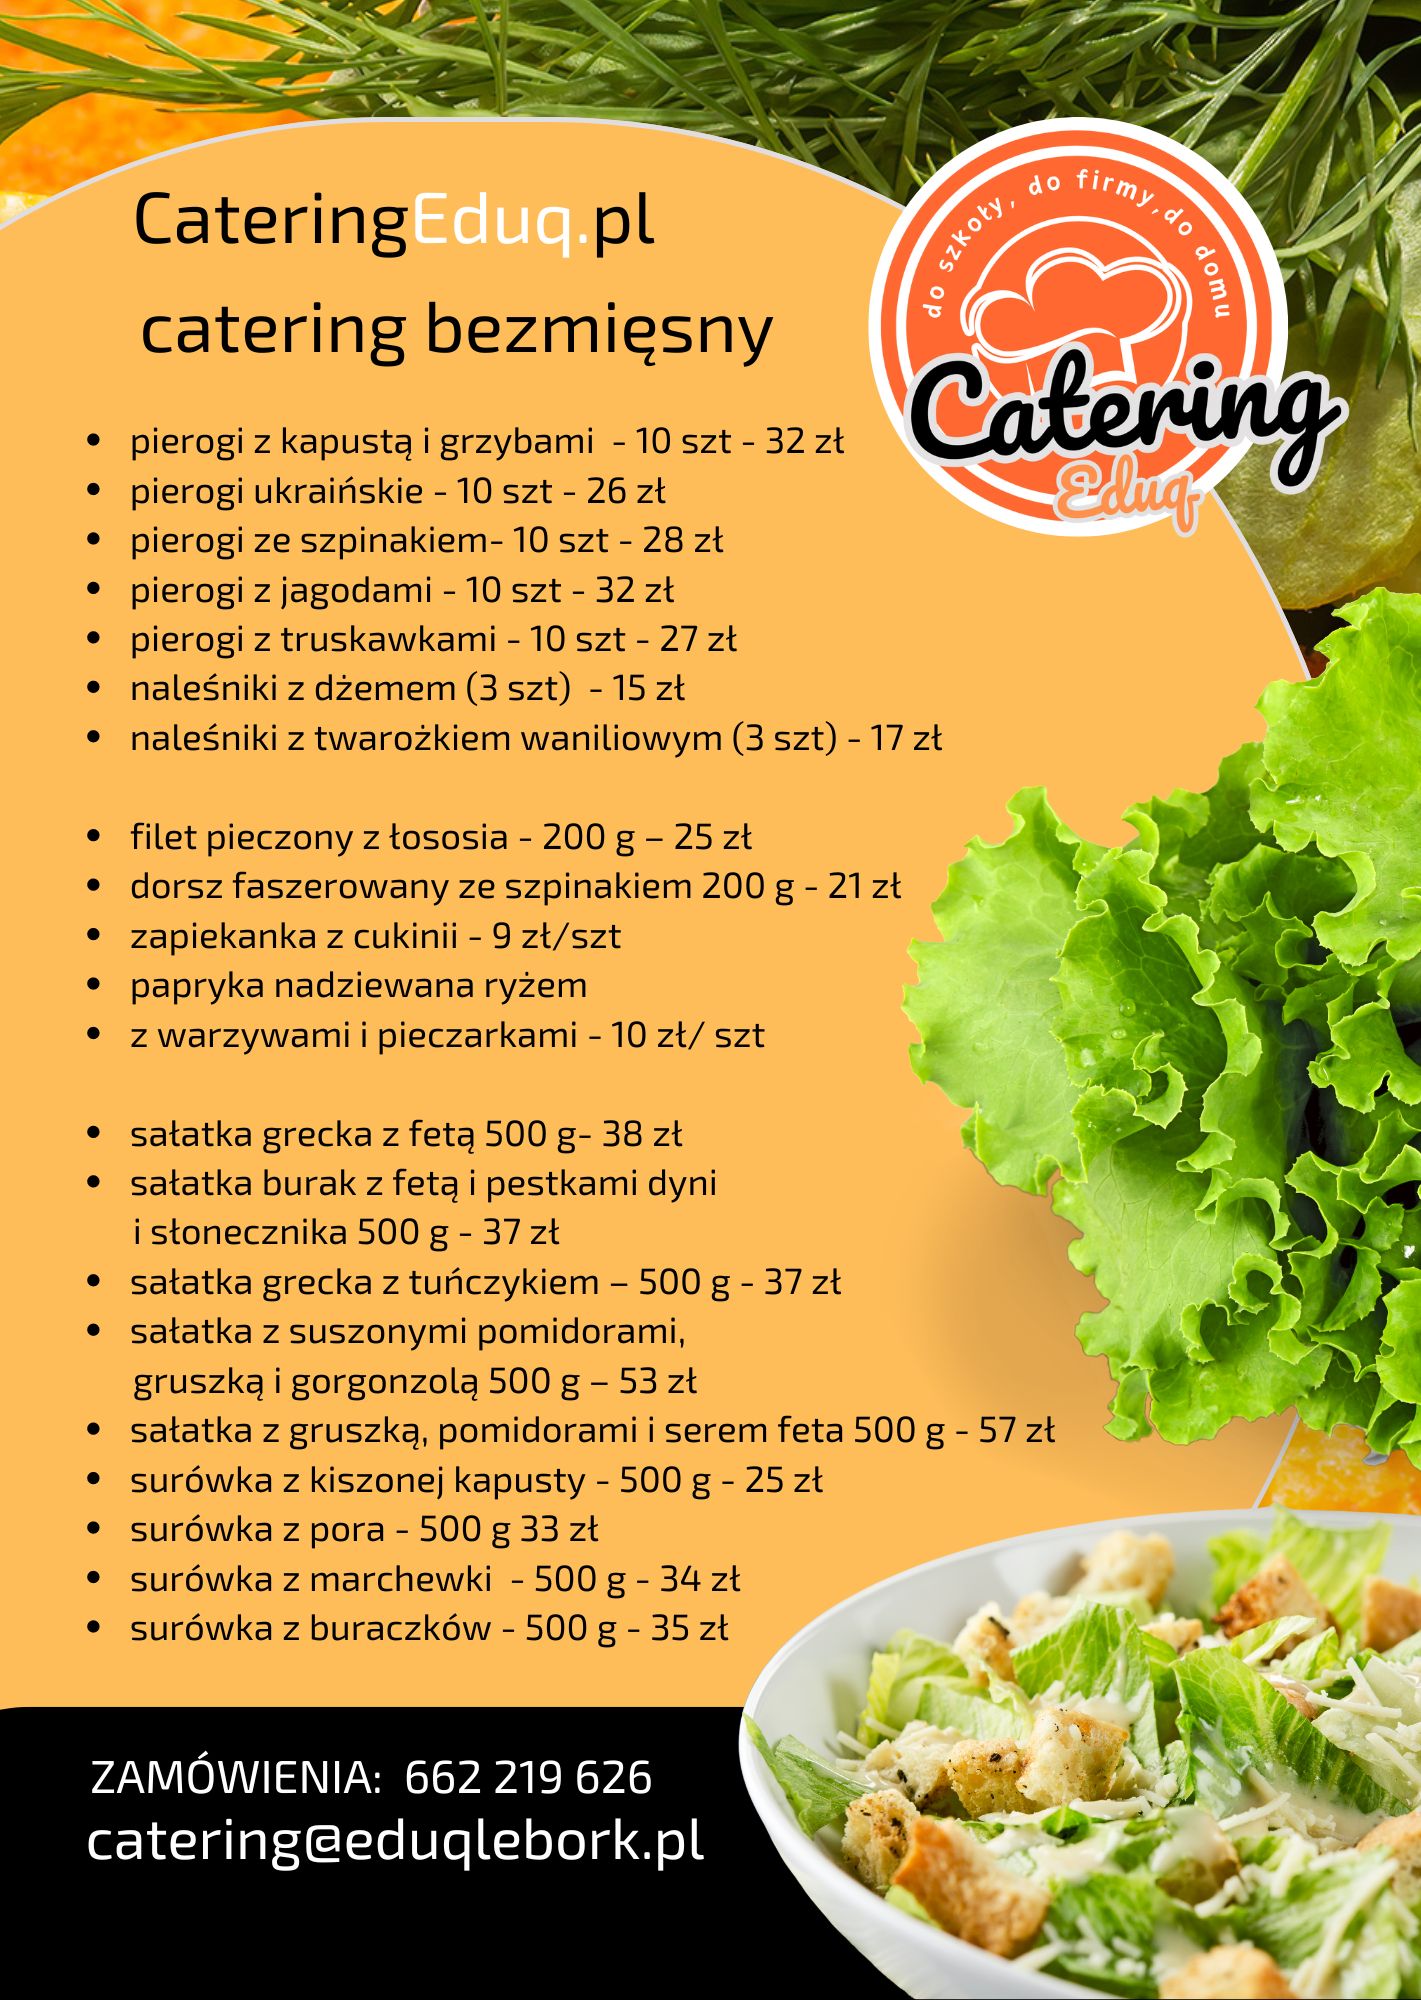 do szkoły, do firmy, do domu
Catering
Eduq
CateringEduq.pl
catering bezmięsny
• pierogi z kapustą i grzybami - 10 szt - 32 zł
• pierogi ukraińskie - 10 szt - 26 zł
• pierogi ze szpinakiem- 10 szt - 28 zł
• pierogi z jagodami - 10 szt - 32 zł
• pierogi z truskawkami - 10 szt - 27 zł
• naleśniki z dżemem (3 szt) - 15 zł
• naleśniki z twarożkiem waniliowym (3 szt) - 17 zł
• filet pieczony z łososia - 200 g – 25 zł
• dorsz faszerowany ze szpinakiem 200 g - 21 zł
• zapiekanka z cukinii - 9 zł/szt
• papryka nadziewana ryżem
• z warzywami i pieczarkami - 10 zł/ szt
• sałatka grecka z fetą 500 g- 38 zł
• sałatka burak z fetą i pestkami dyni
i słonecznika 500 g - 37 zł
• sałatka grecka z tuńczykiem – 500 g - 37 zł
• sałatka z suszonymi pomidorami,
gruszką i gorgonzolą 500 g – 53 zł
• sałatka z gruszką, pomidorami i serem feta 500 g - 57 zł
• surówka z kiszonej kapusty - 500 g - 25 zł
• surówka z pora - 500 g 33 zł
• surówka z marchewki - 500 g - 34 zł
• surówka z buraczków - 500 g - 35 zł
ZAMÓWIENIA: 662 219 626
catering@eduqlebork.pl